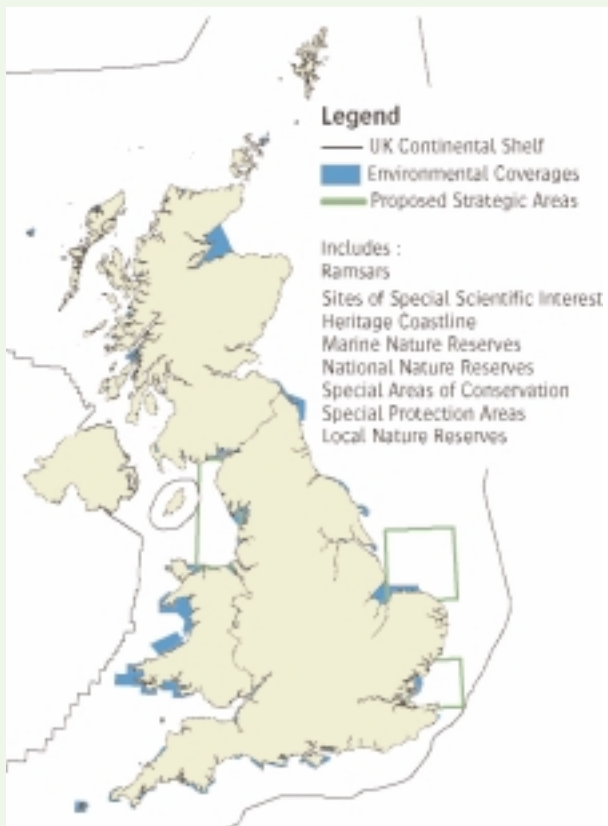 Legend
UK Continental Shelf
Environmental Coverages
Proposed Strategic Areas
Includes :
Ramsars
Sites of Special Scientific Interest
Heritage Coastline
Marine Nature Reserves
National Nature Reserves
Special Areas of Conservation
Special Protection Areas
Local Nature Reserves